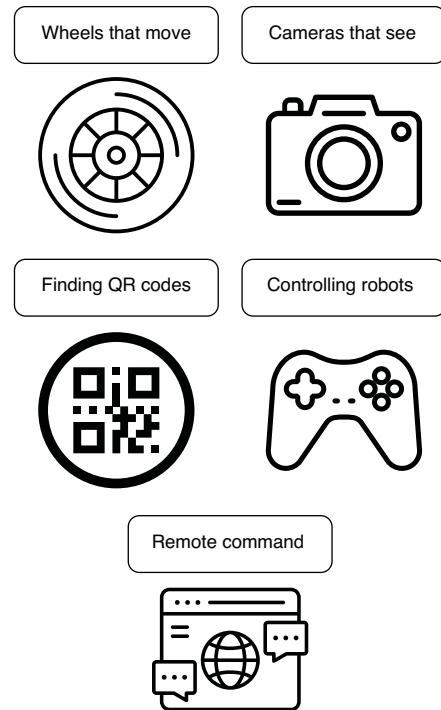 Wheels that move
Cameras that see
Finding QR codes
Controlling robots
Remote command